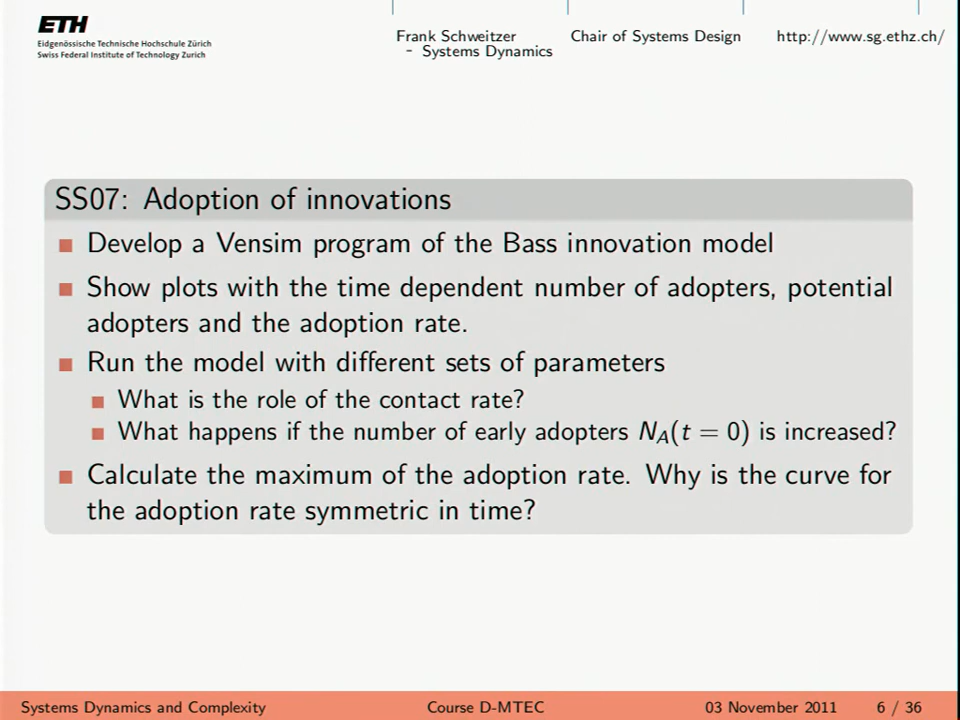 ETH
Eidgenössische Technische Hochschule Zürich
Swiss Federal Institute of Technology Zurich
Frank Schweitzer
- Systems Dynamics
Chair of Systems Design
http://www.sg.ethz.ch/
SS07: Adoption of innovations
Develop a Vensim program of the Bass innovation model
Show plots with the time dependent number of adopters, potential
adopters and the adoption rate.
Run the model with different sets of parameters
What is the role of the contact rate?
What happens if the number of early adopters N_A(t = 0) is increased?
Calculate the maximum of the adoption rate. Why is the curve for
the adoption rate symmetric in time?
Systems Dynamics and Complexity
Course D-MTEC
03 November 2011
6 / 36